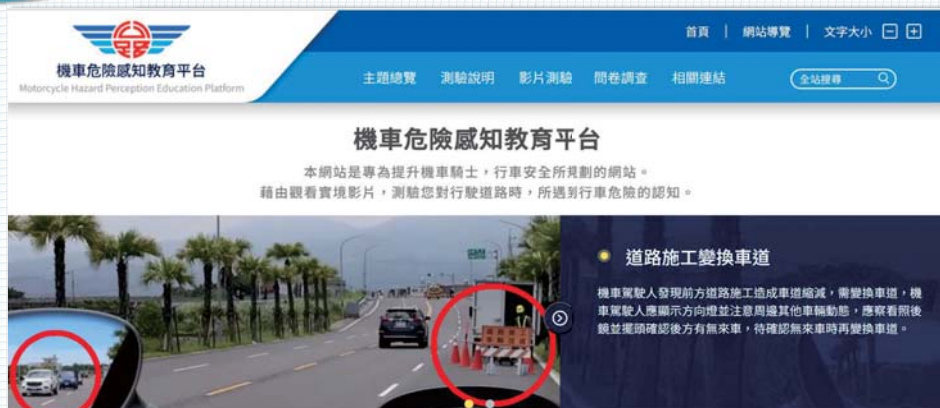 首頁 | 網站導覽 | 文字大小
機車危險感知教育平台
Motorcycle Hazard Perception Education Platform
主題總覽 測驗說明 影片測驗 問卷調查 相關連結 全站搜尋
機車危險感知教育平台
本網站是專為提升機車騎士，行車安全所規劃的網站。
藉由觀看實境影片，測驗您對行駛道路時，所遇到行車危險的認知。
道路施工變換車道
機車駕駛人發現前方道路施工造成車道縮減，需變換車道，機
車駕駛人應顯示方向燈並注意周邊其他車輛動態，應察看照後
鏡並擺頭確認後方有無來車，待確認無來車時再變換車道。